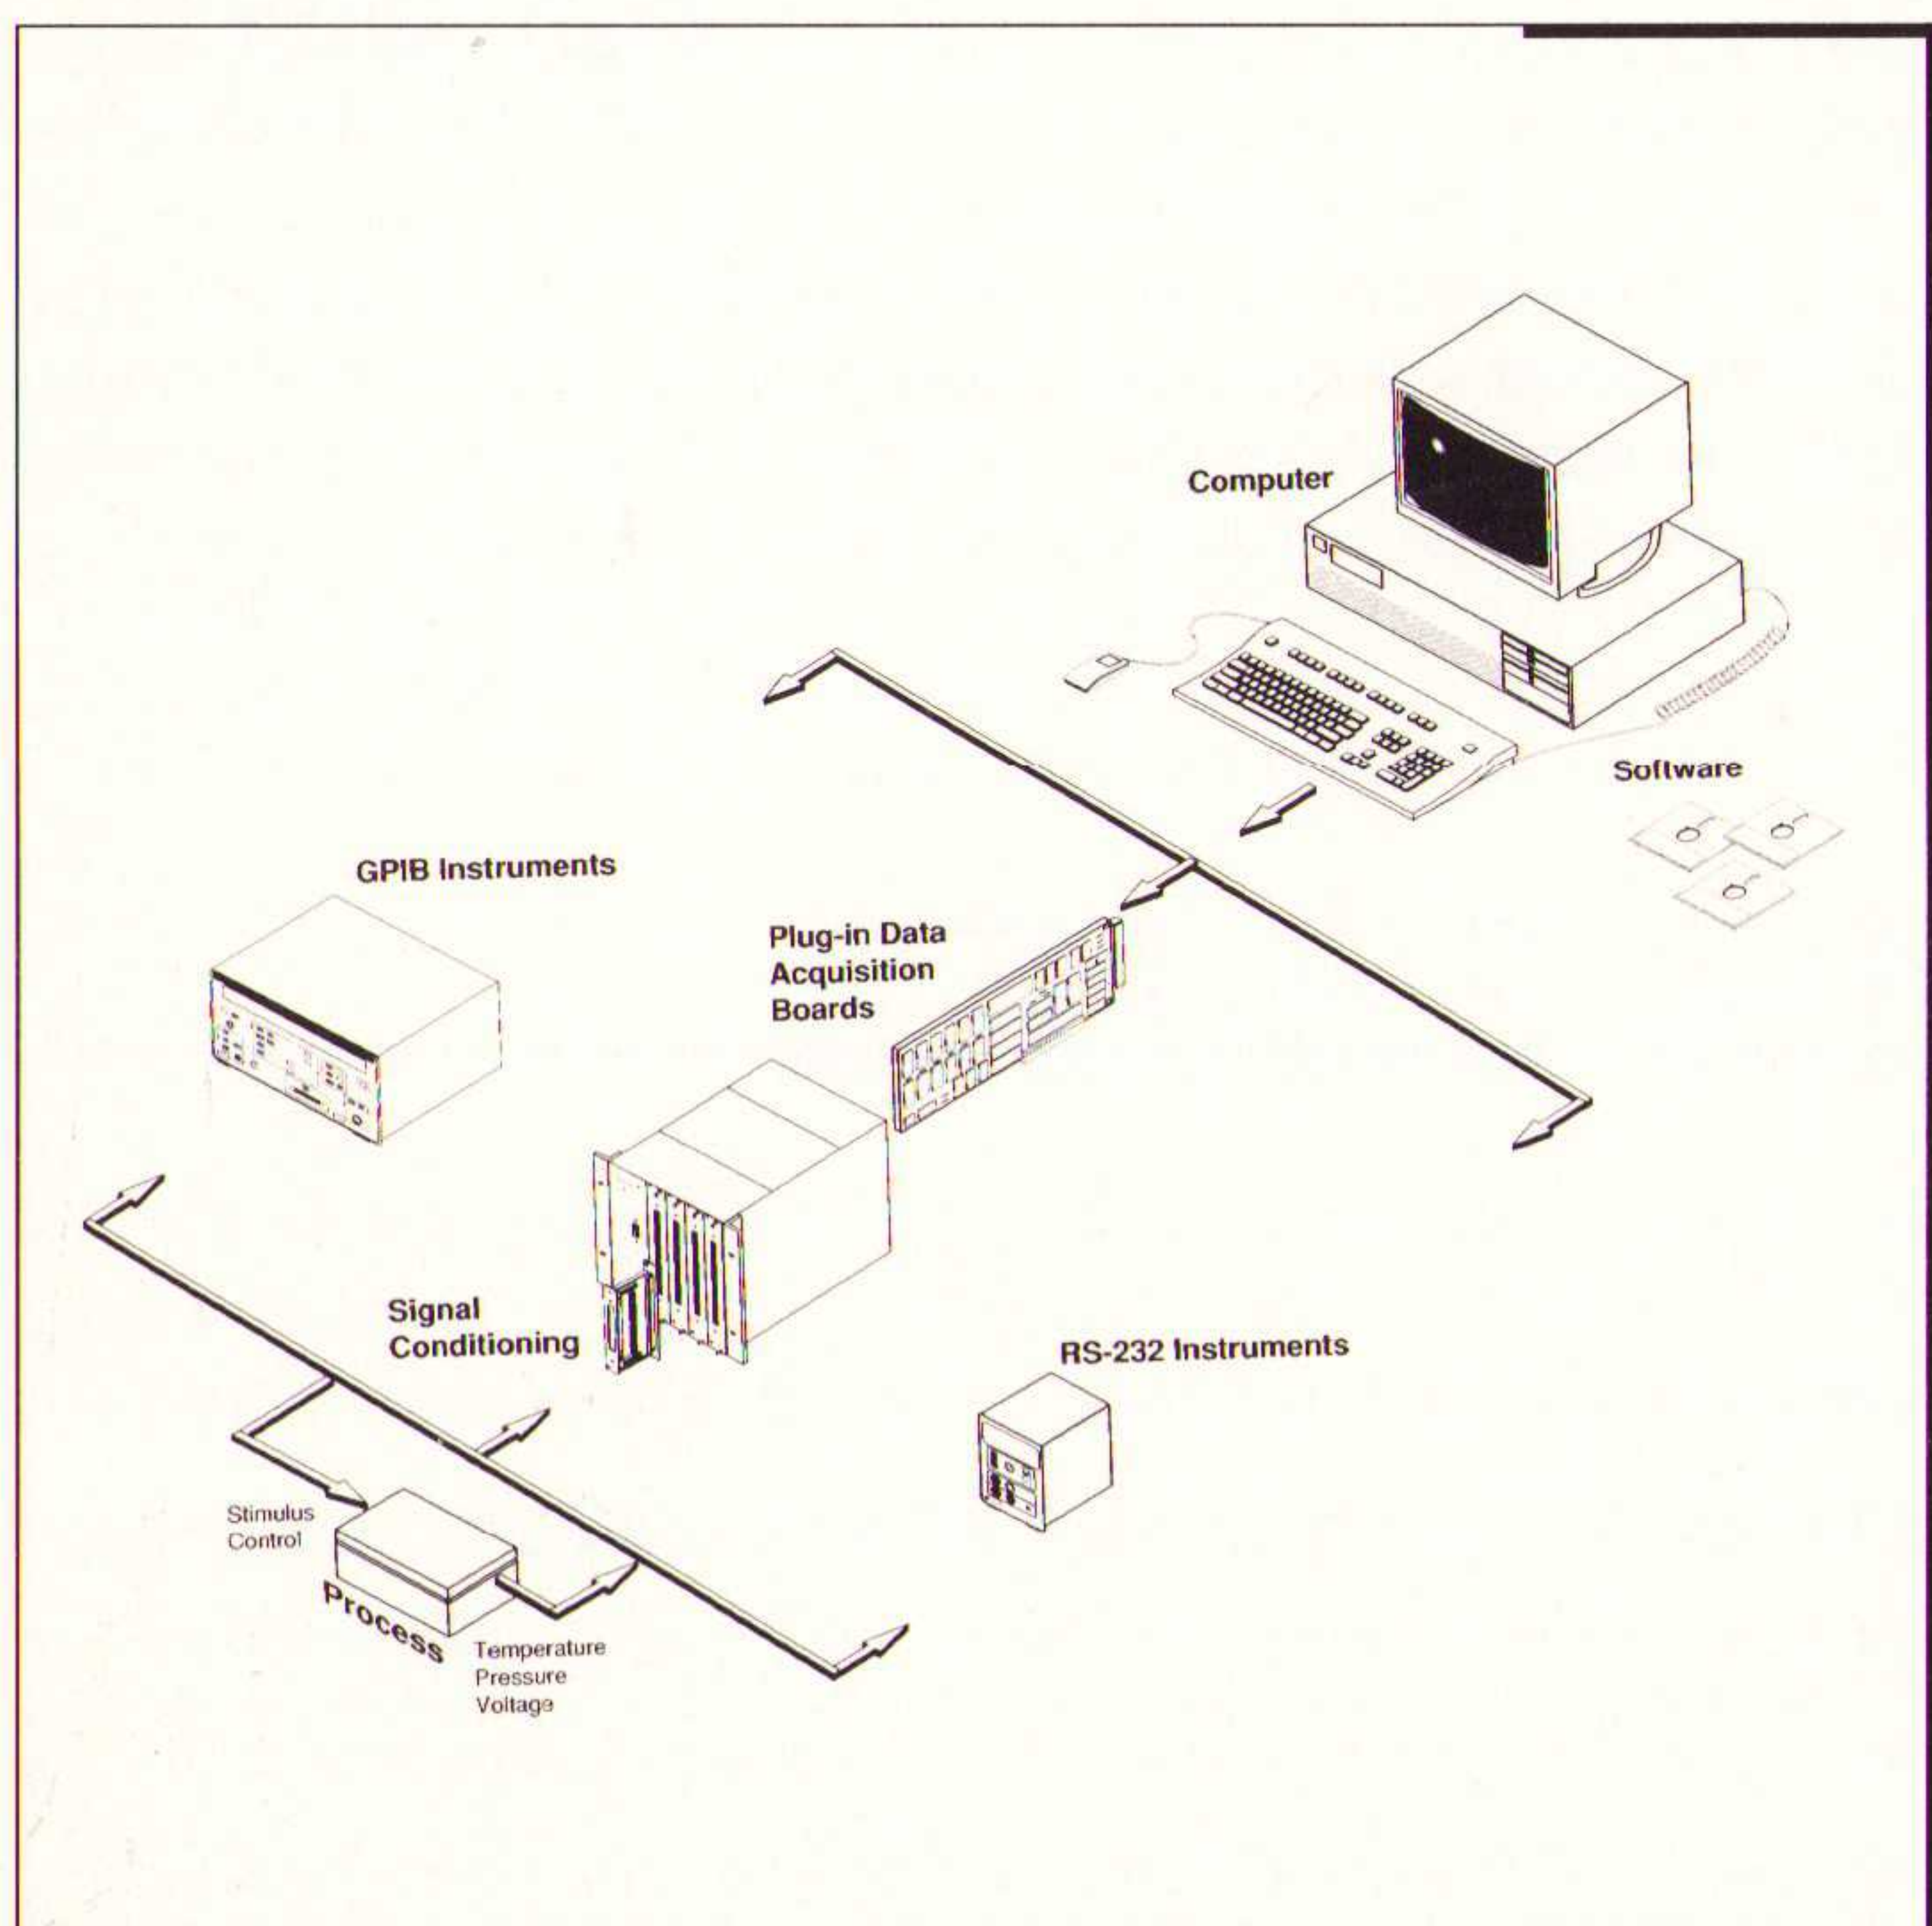 Computer
Software
GPIB Instruments
Plug-in Data
Acquisition
Boards
Signal
Conditioning
RS-232 Instruments
Stimulus
Control
Process
Temperature
Pressure
Voltage